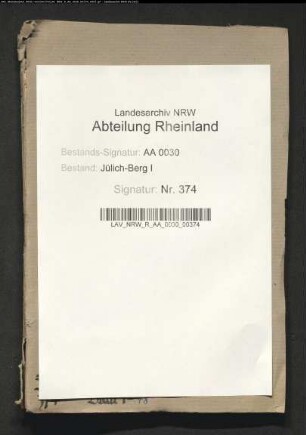 Landesarchiv NRW
Abteilung Rheinland
Bestands-Signatur: AA 0030
Bestand: Jülich-Berg I
Signatur: Nr. 374
LAV_NRW_R_AA_0030_00374